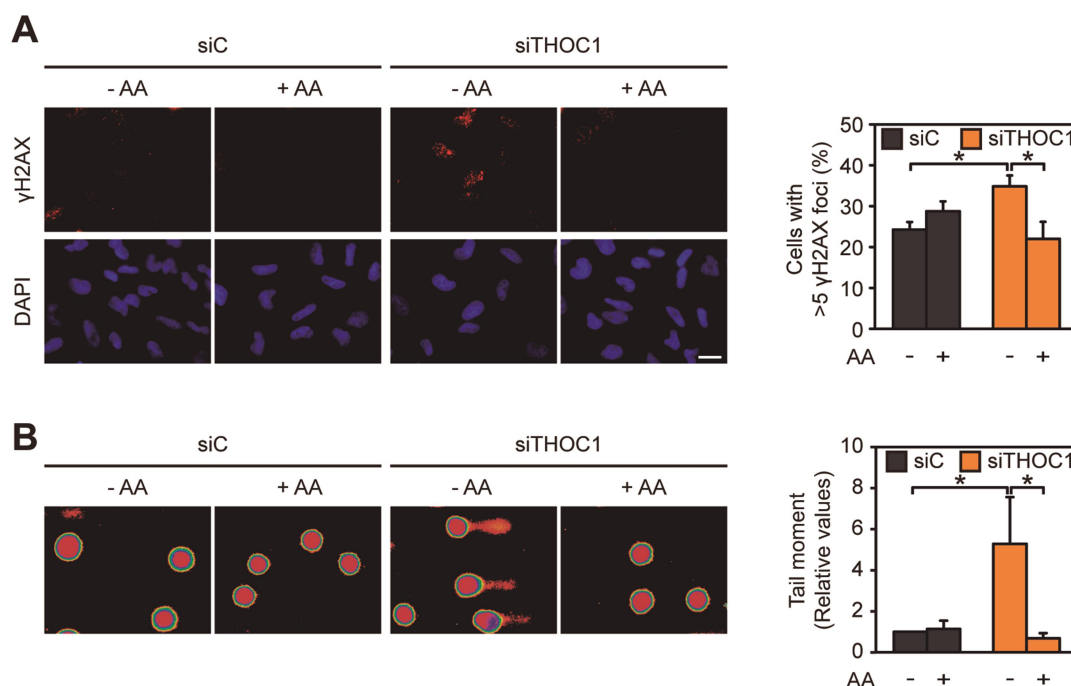 A
siC siTHOC1
- AA + AA - AA + AA
γH2AX
DAPI
50
40
30
20
10
0
Cells with
>5 γH2AX foci (%)
siC siTHOC1
* *
AA - + - +
B
siC siTHOC1
- AA + AA - AA + AA
10
8
6
4
2
0
Tail moment
(Relative values)
siC siTHOC1
* *
AA - + - +